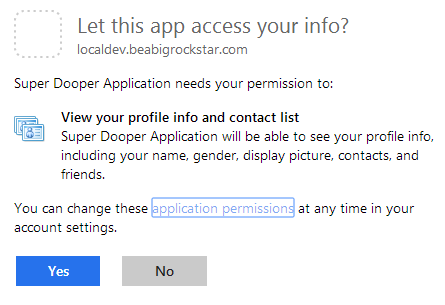 Let this app access your info?
localdev.beabigrockstar.com
Super Dooper Application needs your permission to:
View your profile info and contact list
Super Dooper Application will be able to see your profile info,
including your name, gender, display picture, contacts, and
friends.
You can change these application permissions at any time in your
account settings.
Yes
No